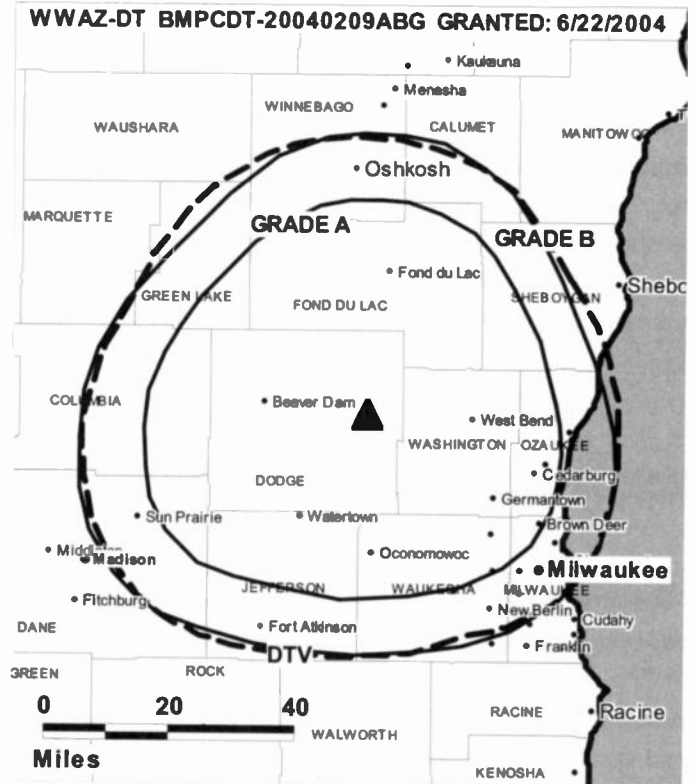 WWAZ-DT BMPCDT-20040209ABG GRANTED: 6/22/2004
Kaukauna
Menasha
WINNEBAGO
WAUSHARA
CALUMET
MANITOWOC
Oshkosh
MARQUETTE
GRADE A
GRADE B
Fond du Lac
Shebo
GREEN LAKE
SHEBOYGAN
FOND DU LAC
COLUMBIA
Beaver Dam
West Bend
WASHINGTON
OZAUKEE
Cedarburg
DODGE
Germantown
Sun Prairie
Watertown
Brown Deer
Middleton
Madison
Oconomowoc
Milwaukee
JEFFERSON
WAUKESHA
MILWAUKEE
Fitchburg
New Berlin
Cudahy
DANE
Fort Atkinson
Franklin
DTV
GREEN
ROCK
0 20 40
RACINE
Racine
WALWORTH
Miles
KENOSHA